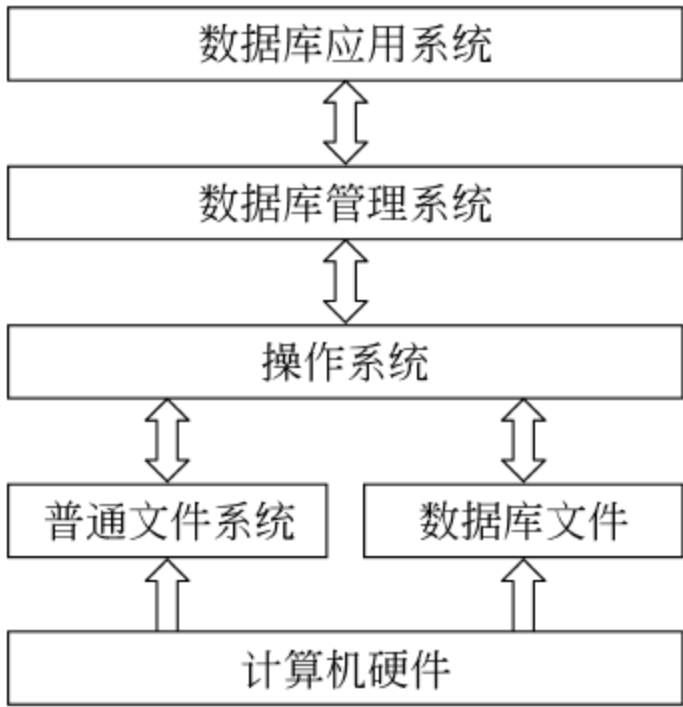 数据库应用系统
数据库管理系统
操作系统
普通文件系统
数据库文件
计算机硬件